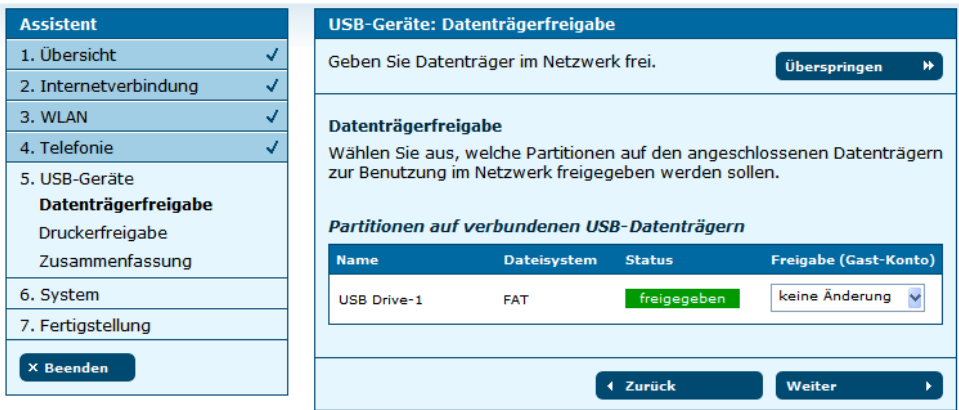 Assistent
1. Übersicht
2. Internetverbindung
3. WLAN
4. Telefonie
5. USB-Geräte
Datenträgerfreigabe
Druckerfreigabe
Zusammenfassung
6. System
7. Fertigstellung
× Beenden
USB-Geräte: Datenträgerfreigabe
Geben Sie Datenträger im Netzwerk frei.
Überspringen
Datenträgerfreigabe
Wählen Sie aus, welche Partitionen auf den angeschlossenen Datenträgern
zur Benutzung im Netzwerk freigegeben werden sollen.
Partitionen auf verbundenen USB-Datenträgern
Name Dateisystem Status Freigabe (Gast-Konto)
USB Drive-1 FAT freigegeben keine Änderung
Zurück Weiter